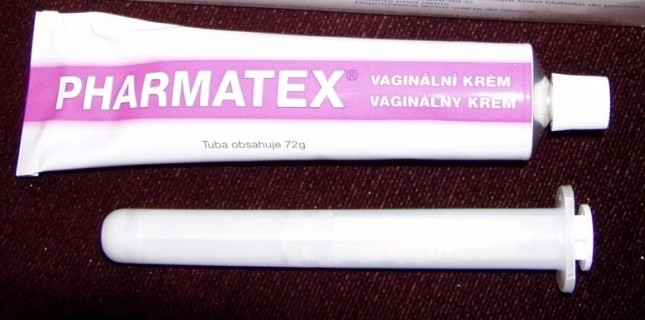 PHARMATEX®
VAGINÁLNÍ KRÉM
VAGINÁLNY KRÉM
Tuba obsahuje 72g